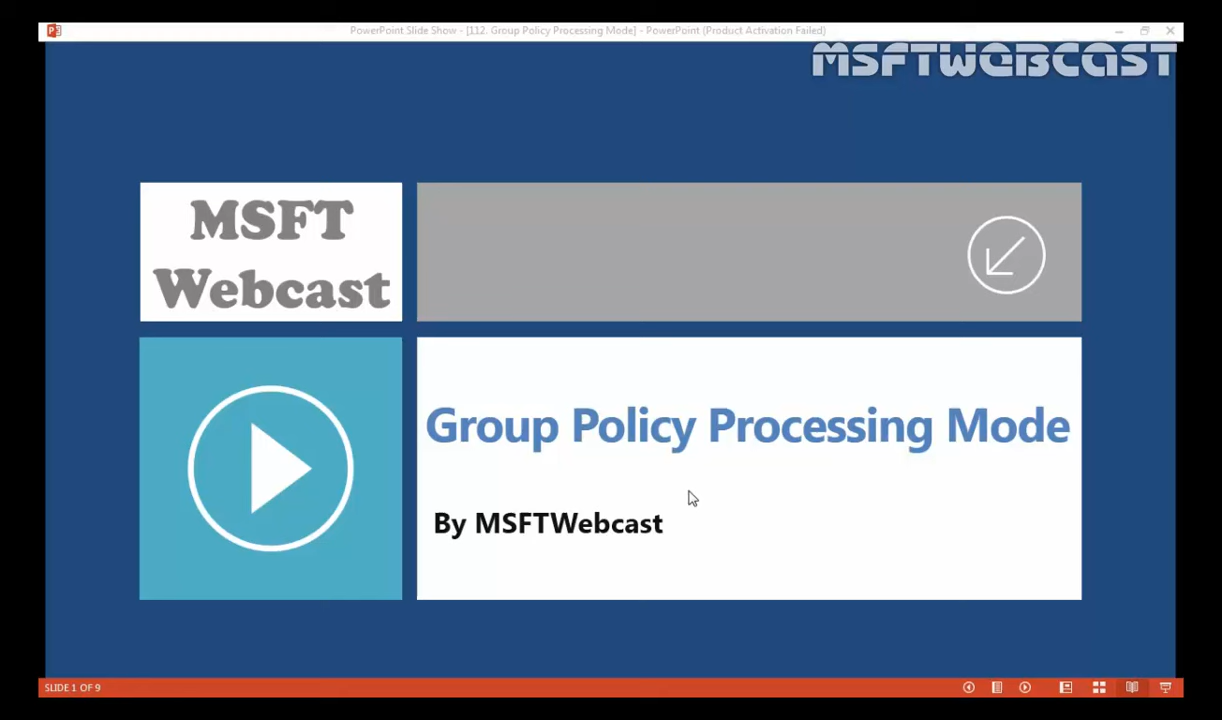 PowerPoint Slide Show - [112. Group Policy Processing Mode] - PowerPoint (Product Activation Failed)
MSFTWEBCAST
MSFT
Webcast
Group Policy Processing Mode
By MSFTWebcast
SLIDE 1 OF 9